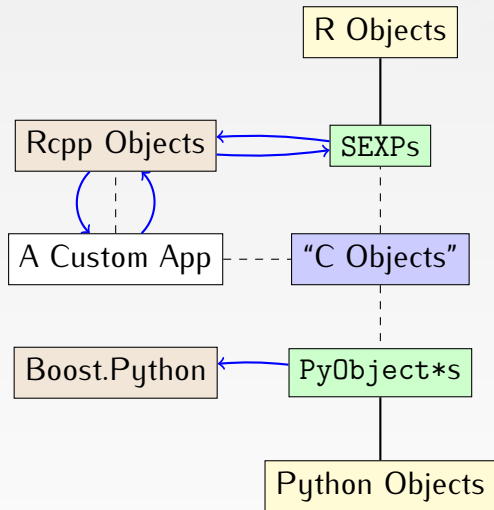 R Objects
Rcpp Objects
SEXPs
A Custom App
“C Objects”
Boost.Python
PyObject*s
Python Objects